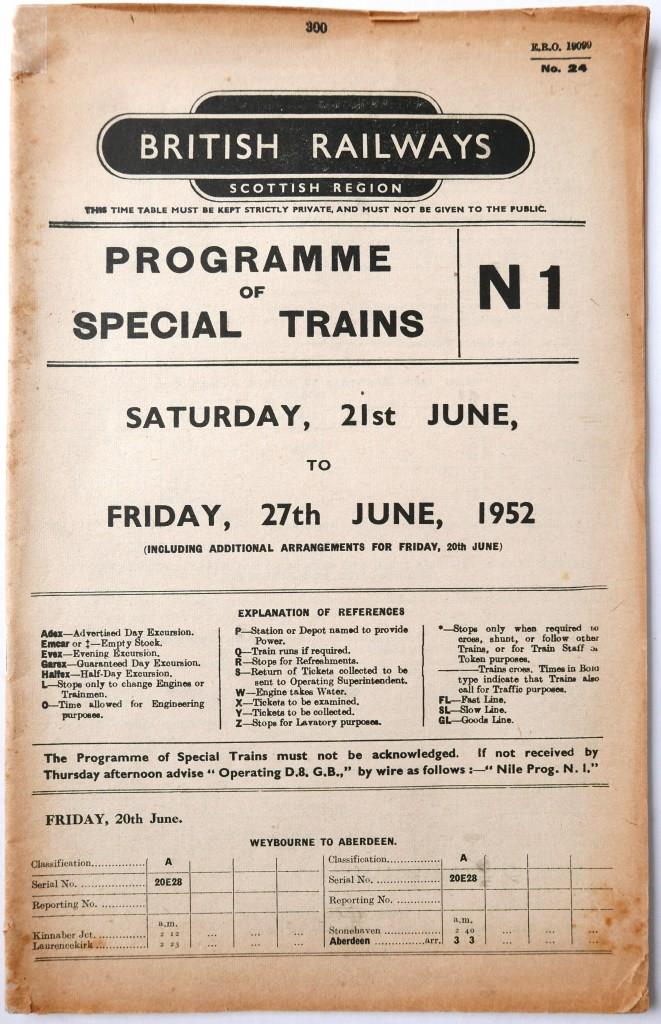 300
E.R.O. 19099
No. 24
BRITISH RAILWAYS
SCOTTISH REGION
THIS TIME TABLE MUST BE KEPT STRICTLY PRIVATE, AND MUST NOT BE GIVEN TO THE PUBLIC.
PROGRAMME
OF
SPECIAL TRAINS
N 1
SATURDAY, 21st JUNE,
TO
FRIDAY, 27th JUNE, 1952
(INCLUDING ADDITIONAL ARRANGEMENTS FOR FRIDAY, 20th JUNE)
EXPLANATION OF REFERENCES
Adex—Advertised Day Excursion.
Emcar or ‡—Empty Stock.
Evex—Evening Excursion.
Garex—Guaranteed Day Excursion.
Halfex—Half-Day Excursion.
L—Stops only to change Engines or
Trainmen.
O—Time allowed for Engineering
purposes.
P—Station or Depot named to provide
Power.
Q—Train runs if required.
R—Stops for Refreshments.
S—Return of Tickets collected to be
sent to Operating Superintendent.
W—Engine takes Water.
X—Tickets to be examined.
Y—Tickets to be collected.
Z—Stops for Lavatory purposes.
*—Stops only when required to
cross, shunt, or follow other
Trains, or for Train Staff or
Token purposes.
—Trains cross. Times in Bold
type indicate that Trains also
call for Traffic purposes.
FL—Fast Line.
SL—Slow Line.
GL—Goods Line.
The Programme of Special Trains must not be acknowledged. If not received by
Thursday afternoon advise " Operating D.8. G.B.," by wire as follows :—" Nile Prog. N. I."
FRIDAY, 20th June.
WEYBOURNE TO ABERDEEN.
Classification............... A
Serial No. ................. 20E28
Reporting No. .............
a.m.
Kinnaber Jct............... 2 12 ... ... ...
Laurencekirk .............. 2 25 ... ... ...
Classification............... A
Serial No. ................. 20E28
Reporting No. .............
a.m.
Stonehaven ................ 2 40 ... ... ...
Aberdeen ..............arr. 3 3 ... ... ...